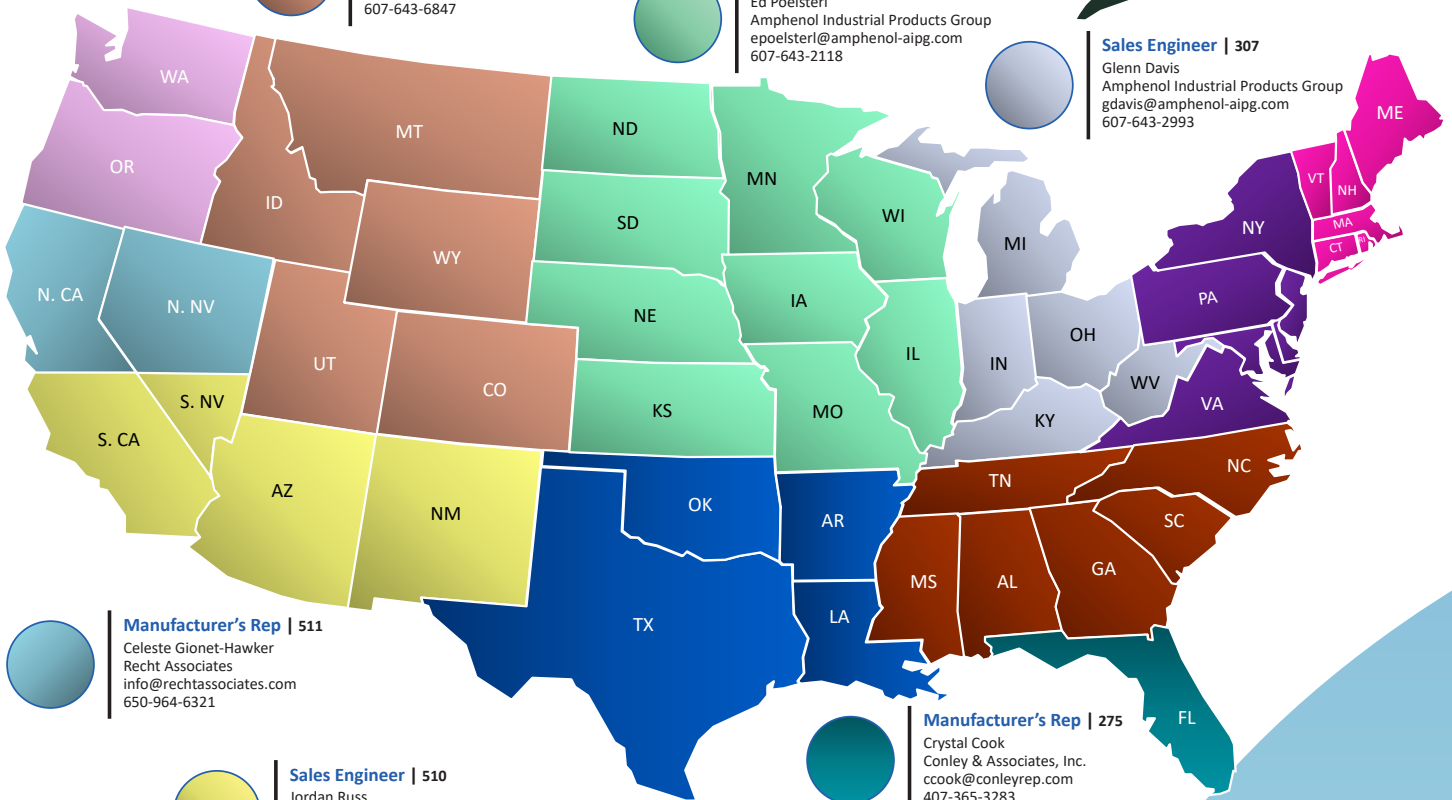 607-643-6847
Ed Poelsterl
Amphenol Industrial Products Group
epoelsterl@amphenol-aipg.com
607-643-2118
Sales Engineer | 307
Glenn Davis
Amphenol Industrial Products Group
gdavis@amphenol-aipg.com
607-643-2993
WA
OR
MT
ID
WY
N. CA
N. NV
UT
CO
S. NV
S. CA
AZ
NM
ND
SD
NE
KS
MN
WI
IA
IL
MO
MI
IN
OH
KY
WV
ME
VT
NH
MA
CT
RI
NY
PA
VA
OK
AR
TX
LA
TN
NC
SC
MS
AL
GA
FL
Manufacturer's Rep | 511
Celeste Gionet-Hawker
Recht Associates
info@rechtassociates.com
650-964-6321
Sales Engineer | 510
Jordan Russ
Manufacturer's Rep | 275
Crystal Cook
Conley & Associates, Inc.
ccook@conleyrep.com
407-365-3283